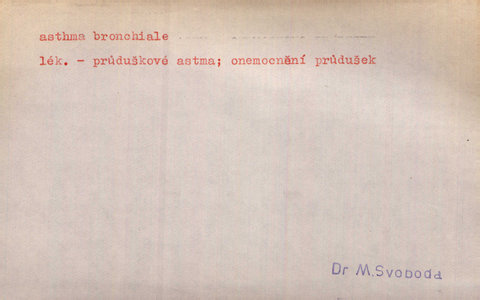 asthma bronchiale
lék. - průduškové astma; onemocnění průdušek
Dr M.Svoboda